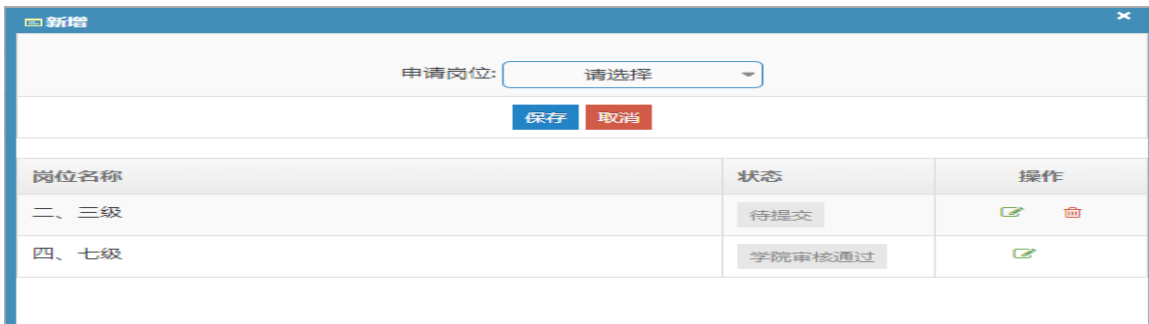 新增
申请岗位: 请选择
保存 取消
岗位名称 状态 操作
二、三级 待提交
四、七级 学院审核通过